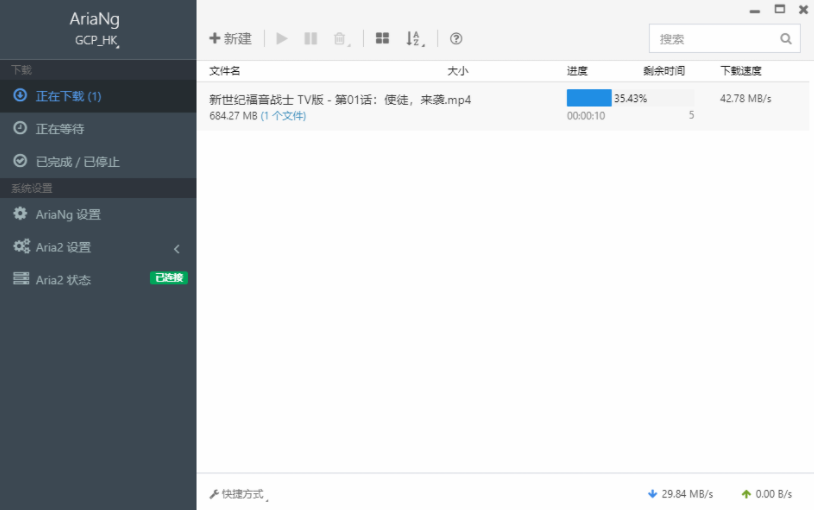 AriaNg
GCP_HK
下载
正在下载 (1)
正在等待
已完成 / 已停止
系统设置
AriaNg 设置
Aria2 设置
Aria2 状态
已连接
新建
搜索
文件名 大小 进度 剩余时间 下载速度
新世纪福音战士 TV版 - 第01话：使徒，来袭.mp4 35.43% 42.78 MB/s
684.27 MB (1 个文件) 00:00:10 5
快捷方式 29.84 MB/s 0.00 B/s